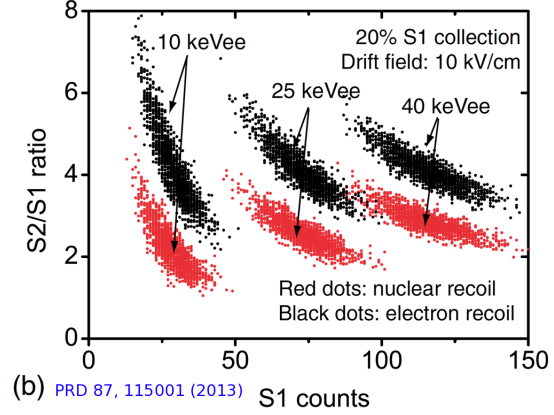 8
6
4
2
0
S2/S1 ratio
10 keVee
20% S1 collection
Drift field: 10 kV/cm
25 keVee
40 keVee
Red dots: nuclear recoil
Black dots: electron recoil
0 50 100 150
(b) PRD 87, 115001 (2013) S1 counts